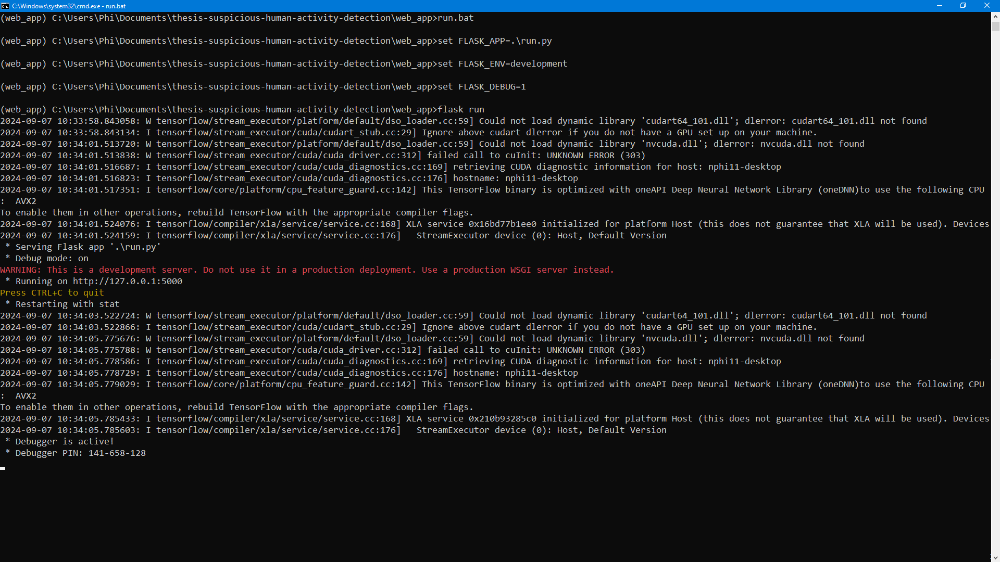 C:\Windows\system32\cmd.exe - run.bat
(web_app) C:\Users\Phi\Documents\thesis-suspicious-human-activity-detection\web_app>run.bat
(web_app) C:\Users\Phi\Documents\thesis-suspicious-human-activity-detection\web_app>set FLASK_APP=.\run.py
(web_app) C:\Users\Phi\Documents\thesis-suspicious-human-activity-detection\web_app>set FLASK_ENV=development
(web_app) C:\Users\Phi\Documents\thesis-suspicious-human-activity-detection\web_app>set FLASK_DEBUG=1
(web_app) C:\Users\Phi\Documents\thesis-suspicious-human-activity-detection\web_app>flask run
2024-09-07 10:33:58.843058: W tensorflow/stream_executor/platform/default/dso_loader.cc:59] Could not load dynamic library 'cudart64_101.dll'; dlerror: cudart64_101.dll not found
2024-09-07 10:33:58.843134: I tensorflow/stream_executor/cuda/cudart_stub.cc:29] Ignore above cudart dlerror if you do not have a GPU set up on your machine.
2024-09-07 10:34:01.513720: W tensorflow/stream_executor/platform/default/dso_loader.cc:59] Could not load dynamic library 'nvcuda.dll'; dlerror: nvcuda.dll not found
2024-09-07 10:34:01.513838: W tensorflow/stream_executor/cuda/cuda_driver.cc:312] failed call to cuInit: UNKNOWN ERROR (303)
2024-09-07 10:34:01.516687: I tensorflow/stream_executor/cuda/cuda_diagnostics.cc:169] retrieving CUDA diagnostic information for host: nphi11-desktop
2024-09-07 10:34:01.516823: I tensorflow/stream_executor/cuda/cuda_diagnostics.cc:176] hostname: nphi11-desktop
2024-09-07 10:34:01.517351: I tensorflow/core/platform/cpu_feature_guard.cc:142] This TensorFlow binary is optimized with oneAPI Deep Neural Network Library (oneDNN)to use the following CPU
:  AVX2
To enable them in other operations, rebuild TensorFlow with the appropriate compiler flags.
2024-09-07 10:34:01.524076: I tensorflow/compiler/xla/service/service.cc:168] XLA service 0x16bd77b1ee0 initialized for platform Host (this does not guarantee that XLA will be used). Devices
2024-09-07 10:34:01.524159: I tensorflow/compiler/xla/service/service.cc:176]   StreamExecutor device (0): Host, Default Version
 * Serving Flask app '.\run.py'
 * Debug mode: on
WARNING: This is a development server. Do not use it in a production deployment. Use a production WSGI server instead.
 * Running on http://127.0.0.1:5000
Press CTRL+C to quit
 * Restarting with stat
2024-09-07 10:34:03.522724: W tensorflow/stream_executor/platform/default/dso_loader.cc:59] Could not load dynamic library 'cudart64_101.dll'; dlerror: cudart64_101.dll not found
2024-09-07 10:34:03.522866: I tensorflow/stream_executor/cuda/cudart_stub.cc:29] Ignore above cudart dlerror if you do not have a GPU set up on your machine.
2024-09-07 10:34:05.775676: W tensorflow/stream_executor/platform/default/dso_loader.cc:59] Could not load dynamic library 'nvcuda.dll'; dlerror: nvcuda.dll not found
2024-09-07 10:34:05.775788: W tensorflow/stream_executor/cuda/cuda_driver.cc:312] failed call to cuInit: UNKNOWN ERROR (303)
2024-09-07 10:34:05.778586: I tensorflow/stream_executor/cuda/cuda_diagnostics.cc:169] retrieving CUDA diagnostic information for host: nphi11-desktop
2024-09-07 10:34:05.778729: I tensorflow/stream_executor/cuda/cuda_diagnostics.cc:176] hostname: nphi11-desktop
2024-09-07 10:34:05.779029: I tensorflow/core/platform/cpu_feature_guard.cc:142] This TensorFlow binary is optimized with oneAPI Deep Neural Network Library (oneDNN)to use the following CPU
:  AVX2
To enable them in other operations, rebuild TensorFlow with the appropriate compiler flags.
2024-09-07 10:34:05.785433: I tensorflow/compiler/xla/service/service.cc:168] XLA service 0x210b93285c0 initialized for platform Host (this does not guarantee that XLA will be used). Devices
2024-09-07 10:34:05.785603: I tensorflow/compiler/xla/service/service.cc:176]   StreamExecutor device (0): Host, Default Version
 * Debugger is active!
 * Debugger PIN: 141-658-128